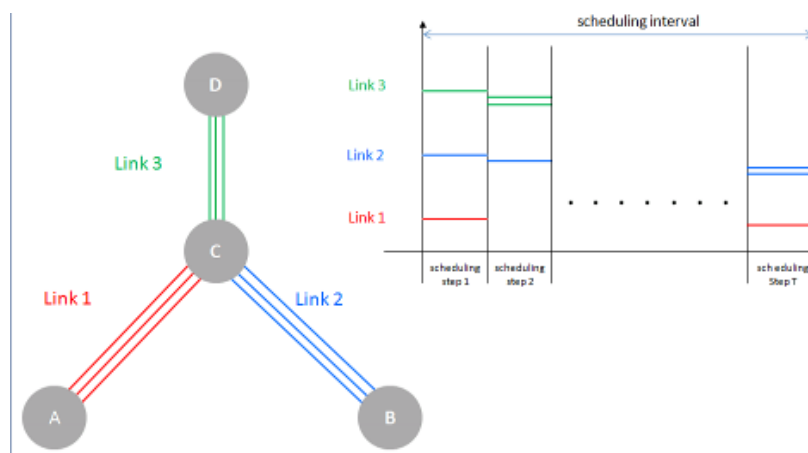 scheduling interval
D
Link 3
Link 3
Link 2
C
Link 1
Link 1
Link 2
scheduling
step 1
scheduling
step 2
scheduling
Step T
A
B